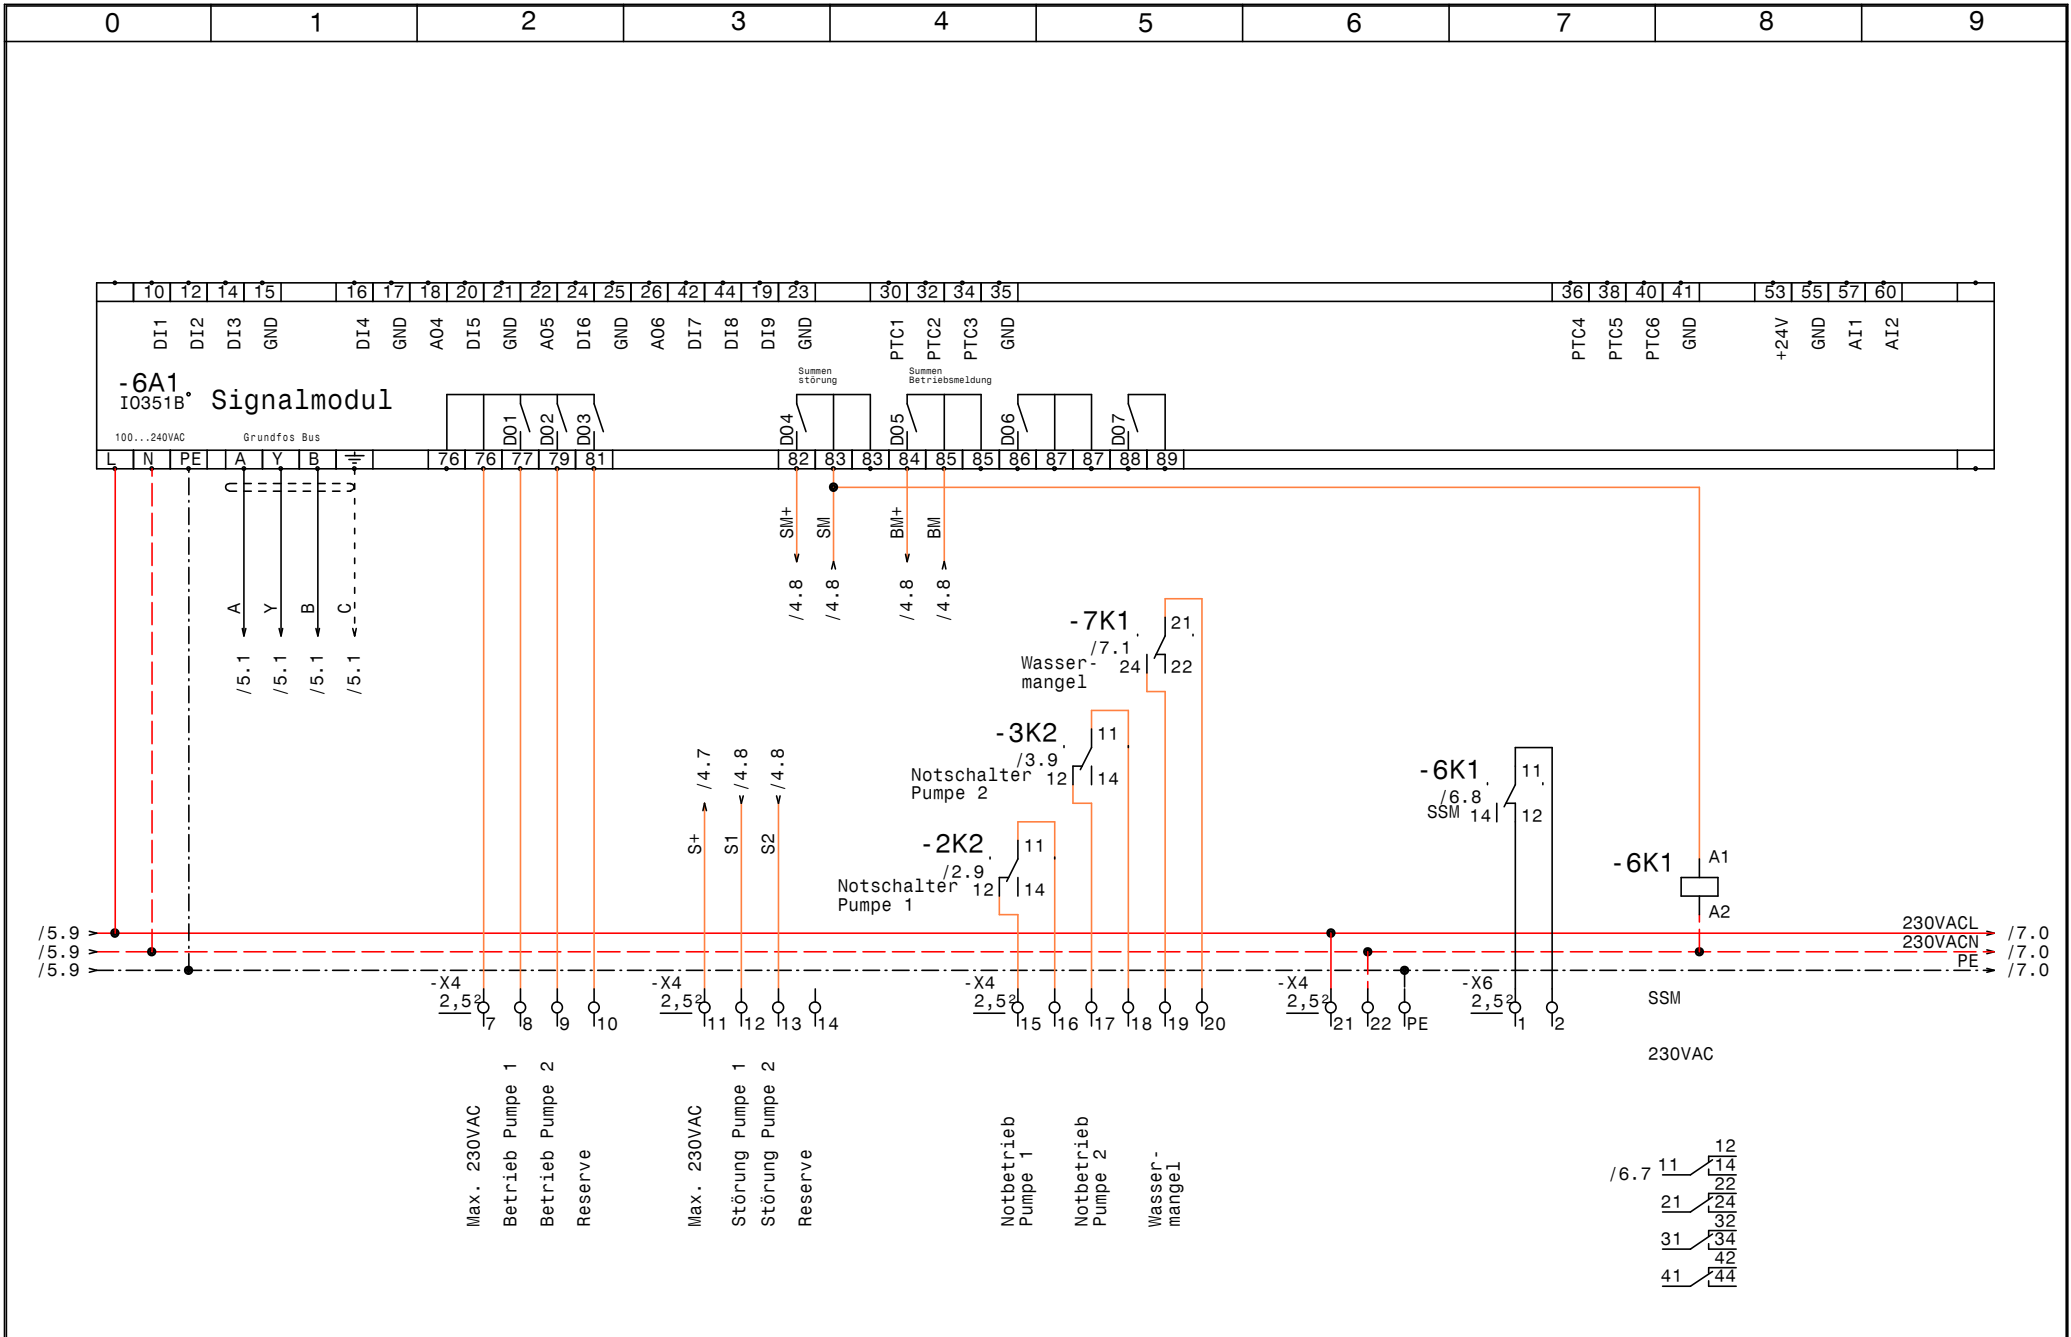 0 1 2 3 4 5 6 7 8 9
10 12 14 15 16 17 18 20 21 22 24 25 26 42 44 19 23 30 32 34 35 36 38 40 41 53 55 57 60
DI1 DI2 DI3 GND DI4 GND AO4 DI5 GND AO5 DI6 GND AO6 DI7 DI8 DI9 GND PTC1 PTC2 PTC3 GND PTC4 PTC5 PTC6 GND +24V GND AI1 AI2
Summen
störung
Summen
Betriebsmeldung
-6A1
IO351B
Signalmodul
100...240VAC
Grundfos Bus
DO1 DO2 DO3 DO4 DO5 DO6 DO7
L N PE A Y B 76 76 77 79 81 82 83 83 84 85 85 86 87 87 88 89
SM+ SM BM+ BM
/4.8 /4.8 /4.8 /4.8
A Y B C
/5.1 /5.1 /5.1 /5.1
-7K1
/7.1
21
24 22
Wasser-
mangel
-3K2
/3.9
11
12 14
Notschalter
Pumpe 2
-2K2
/2.9
11
12 14
Notschalter
Pumpe 1
/4.7 /4.8 /4.8
S+ S1 S2
-6K1
/6.8
SSM
11
14 12
-6K1
A1
A2
/5.9 230VACL /7.0
/5.9 230VACN /7.0
/5.9 PE /7.0
-X4
2,5²
7 8 9 10
-X4
2,5²
11 12 13 14
-X4
2,5²
15 16 17 18 19 20
-X4
2,5²
21 22 PE
-X6
2,5²
1 2
SSM
230VAC
Max. 230VAC
Betrieb Pumpe 1
Betrieb Pumpe 2
Reserve
Max. 230VAC
Störung Pumpe 1
Störung Pumpe 2
Reserve
Notbetrieb
Pumpe 1
Notbetrieb
Pumpe 2
Wasser-
mangel
12
/6.7 11 14
22
21 24
32
31 34
42
41 44